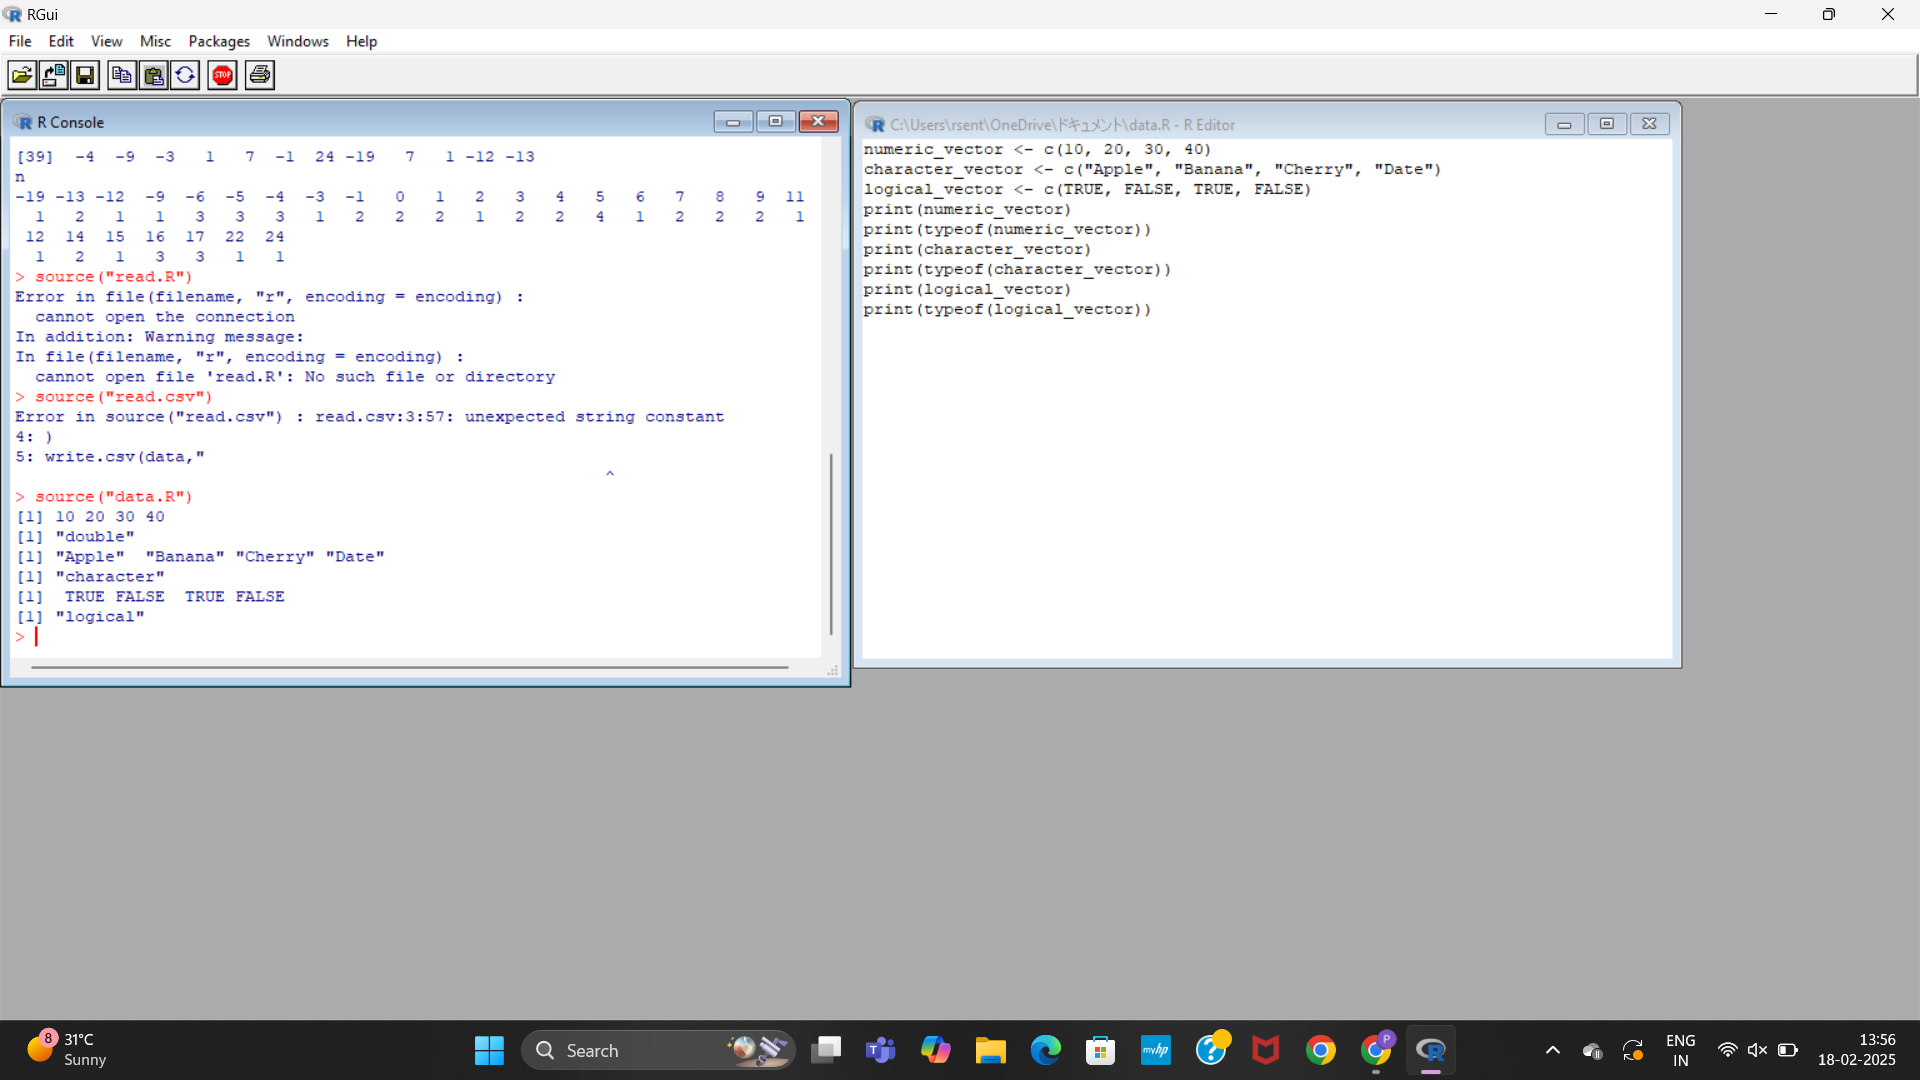 RGui
File Edit View Misc Packages Windows Help
STOP
R Console
[39]  -4  -9  -3   1   7  -1  24 -19   7   1 -12 -13
n
-19 -13 -12  -9  -6  -5  -4  -3  -1   0   1   2   3   4   5   6   7   8   9  11
  1   2   1   1   3   3   3   1   2   2   2   1   2   2   4   1   2   2   2   1
 12  14  15  16  17  22  24
  1   2   1   3   3   1   1
> source("read.R")
Error in file(filename, "r", encoding = encoding) :
  cannot open the connection
In addition: Warning message:
In file(filename, "r", encoding = encoding) :
  cannot open file 'read.R': No such file or directory
> source("read.csv")
Error in source("read.csv") : read.csv:3:57: unexpected string constant
4: )
5: write.csv(data,"
                                                           ^
> source("data.R")
[1] 10 20 30 40
[1] "double"
[1] "Apple"  "Banana" "Cherry" "Date"
[1] "character"
[1]  TRUE FALSE  TRUE FALSE
[1] "logical"
>
C:\Users\rsent\OneDrive\ドキュメント\data.R - R Editor
numeric_vector <- c(10, 20, 30, 40)
character_vector <- c("Apple", "Banana", "Cherry", "Date")
logical_vector <- c(TRUE, FALSE, TRUE, FALSE)
print(numeric_vector)
print(typeof(numeric_vector))
print(character_vector)
print(typeof(character_vector))
print(logical_vector)
print(typeof(logical_vector))
8
31°C
Sunny
Search
myhp
P
ENG
IN
13:56
18-02-2025